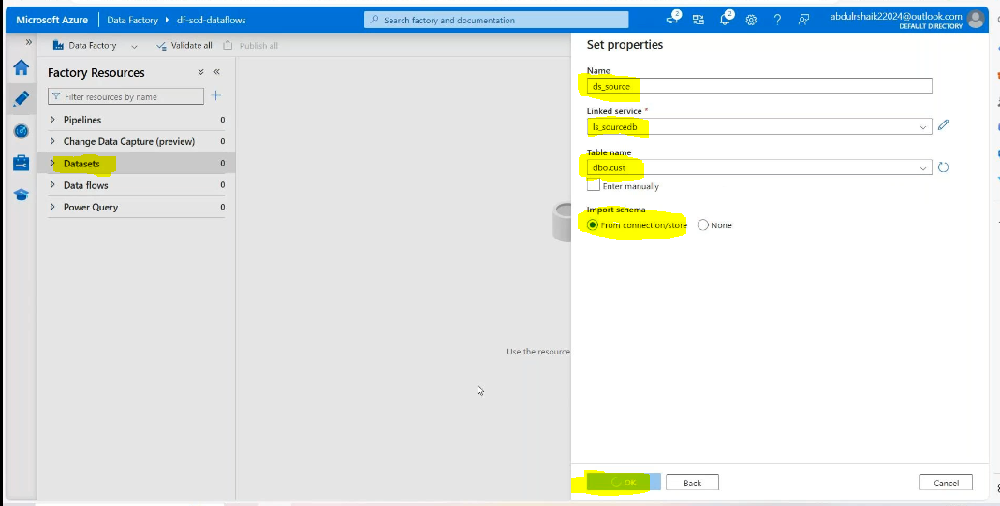 Microsoft Azure
Data Factory
df-scd-dataflows
Search factory and documentation
2
2
abdulrshaik22024@outlook.com
DEFAULT DIRECTORY
Data Factory
Validate all
Publish all
Factory Resources
Filter resources by name
Pipelines 0
Change Data Capture (preview) 0
Datasets 0
Data flows 0
Power Query 0
Use the resource
Set properties
Name
ds_source
Linked service *
ls_sourcedb
Table name
dbo.cust
Enter manually
Import schema
From connection/store None
OK Back Cancel